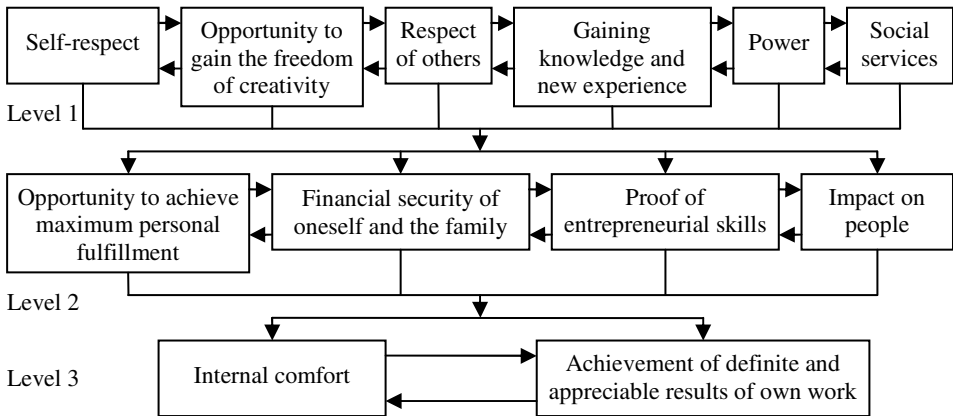 Self-respect
Opportunity to
gain the freedom
of creativity
Respect
of others
Gaining
knowledge and
new experience
Power
Social
services
Level 1
Opportunity to achieve
maximum personal
fulfillment
Financial security of
oneself and the family
Proof of
entrepreneurial skills
Impact on
people
Level 2
Level 3
Internal comfort
Achievement of definite and
appreciable results of own work